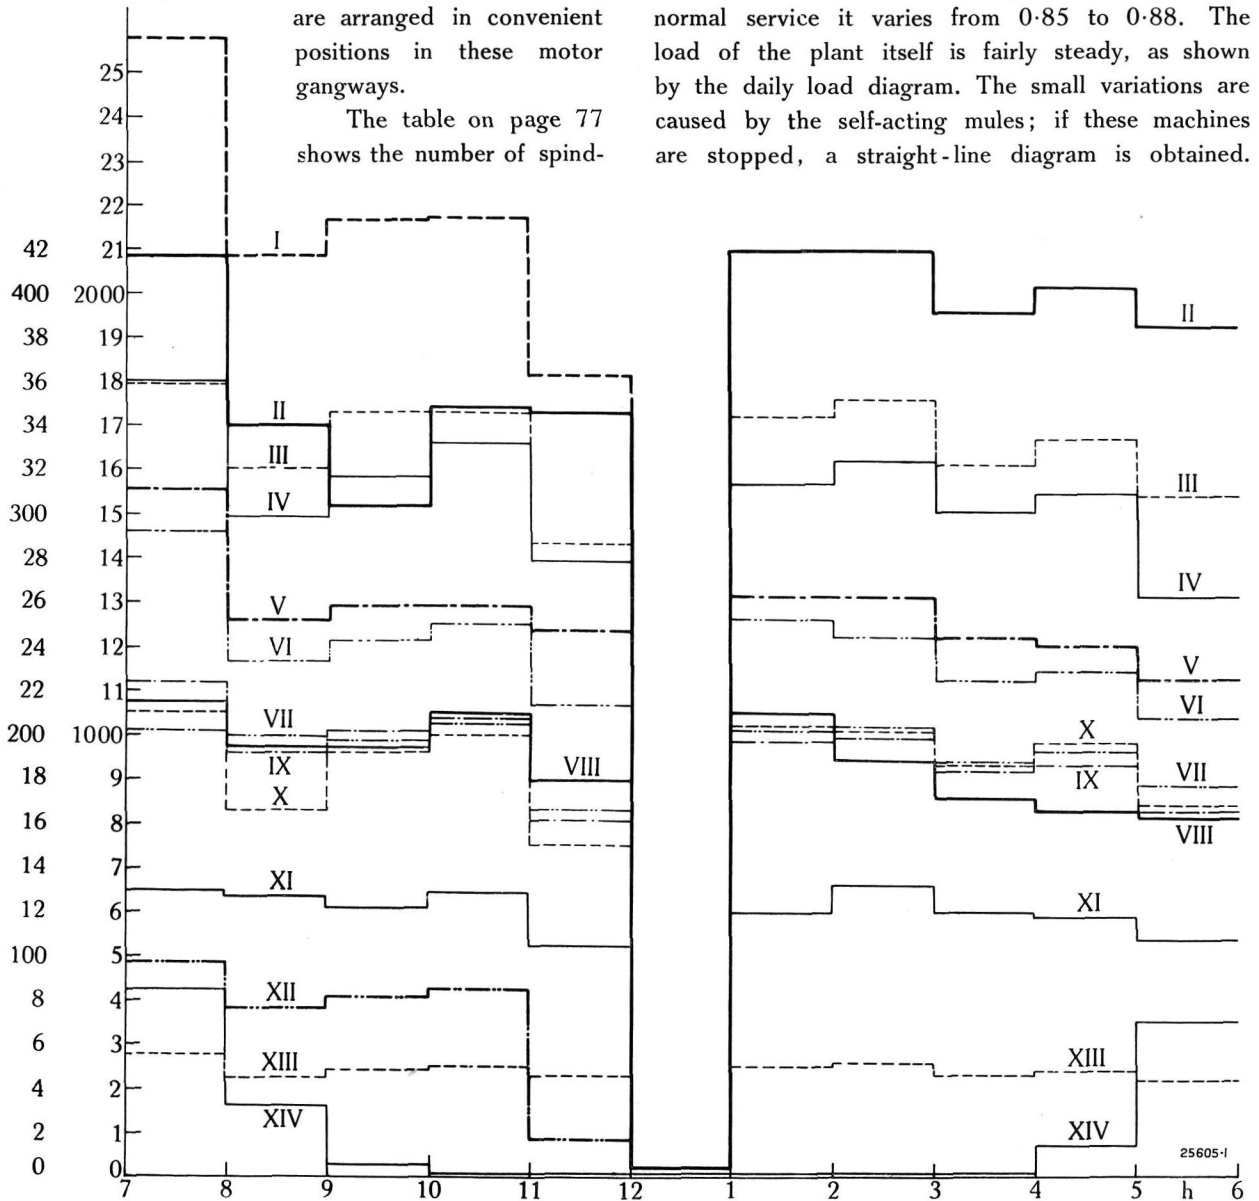 are arranged in convenient
positions in these motor
gangways.
The table on page 77
shows the number of spind-
normal service it varies from 0·85 to 0·88. The
load of the plant itself is fairly steady, as shown
by the daily load diagram. The small variations are
caused by the self-acting mules; if these machines
are stopped, a straight-line diagram is obtained.
25
24
23
22
42 21
400 2000
38 19
36 18
34 17
32 16
300 15
28 14
26 13
24 12
22 11
200 1000
18 9
16 8
14 7
12 6
100 5
8 4
6 3
4 2
2 1
0 0
I
II
III
IV
V
VI
VII
IX
X
VIII
XI
XII
XIII
XIV
II
III
IV
V
VI
X
VII
IX
VIII
XI
XIII
XIV
25605-I
7 8 9 10 11 12 1 2 3 4 5 h 6